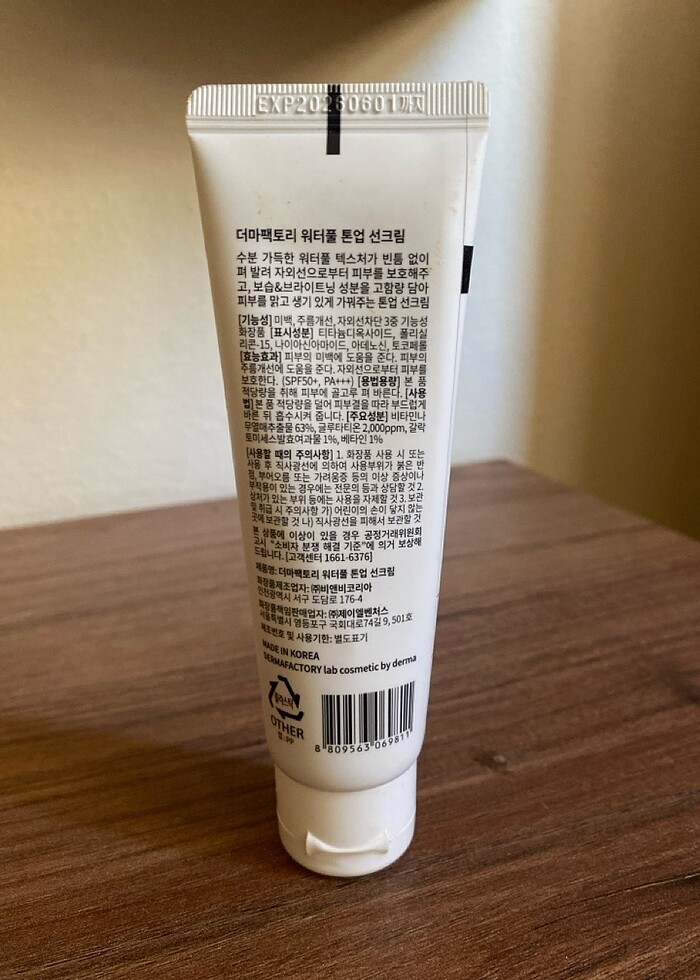 EXP20260601까지
더마팩토리 워터풀 톤업 선크림
수분 가득한 워터풀 텍스처가 빈틈 없이
펴 발려 자외선으로부터 피부를 보호해주
고, 보습&브라이트닝 성분을 고함량 담아
피부를 맑고 생기 있게 가꿔주는 톤업 선크림
[기능성] 미백, 주름개선, 자외선차단 3중 기능성
화장품 [표시성분] 티타늄디옥사이드, 폴리실
리콘-15, 나이아신아마이드, 아데노신, 토코페롤
[효능효과] 피부의 미백에 도움을 준다. 피부의
주름개선에 도움을 준다. 자외선으로부터 피부를
보호한다. (SPF50+, PA+++) [용법용량] 본 품
적당량을 취해 피부에 골고루 펴 바른다. [사용
법] 본 품 적당량을 덜어 피부결을 따라 부드럽게
바른 뒤 흡수시켜 줍니다. [주요성분] 비타민나
무열매추출물 63%, 글루타티온 2,000ppm, 갈락
토미세스발효여과물 1%, 베타인 1%
[사용할 때의 주의사항] 1. 화장품 사용 시 또는
사용 후 직사광선에 의하여 사용부위가 붉은 반
점, 부어오름 또는 가려움증 등의 이상 증상이나
부작용이 있는 경우에는 전문의 등과 상담할 것 2.
상처가 있는 부위 등에는 사용을 자제할 것 3. 보관
및 취급 시 주의사항 가) 어린이의 손이 닿지 않는
곳에 보관할 것 나) 직사광선을 피해서 보관할 것
본 상품에 이상이 있을 경우 공정거래위원회
고시 "소비자 분쟁 해결 기준"에 의거 보상해
드립니다. [고객센터 1661-6376]
제품명: 더마팩토리 워터풀 톤업 선크림
화장품제조업자: ㈜비앤비코리아
인천광역시 서구 도담로 176-4
화장품책임판매업자: ㈜제이엘벤처스
서울특별시 영등포구 국회대로74길 9, 501호
제조번호 및 사용기한: 별도표기
MADE IN KOREA
DERMAFACTORY lab cosmetic by derma
플라스틱
OTHER
캡:PP
8 809563 069811